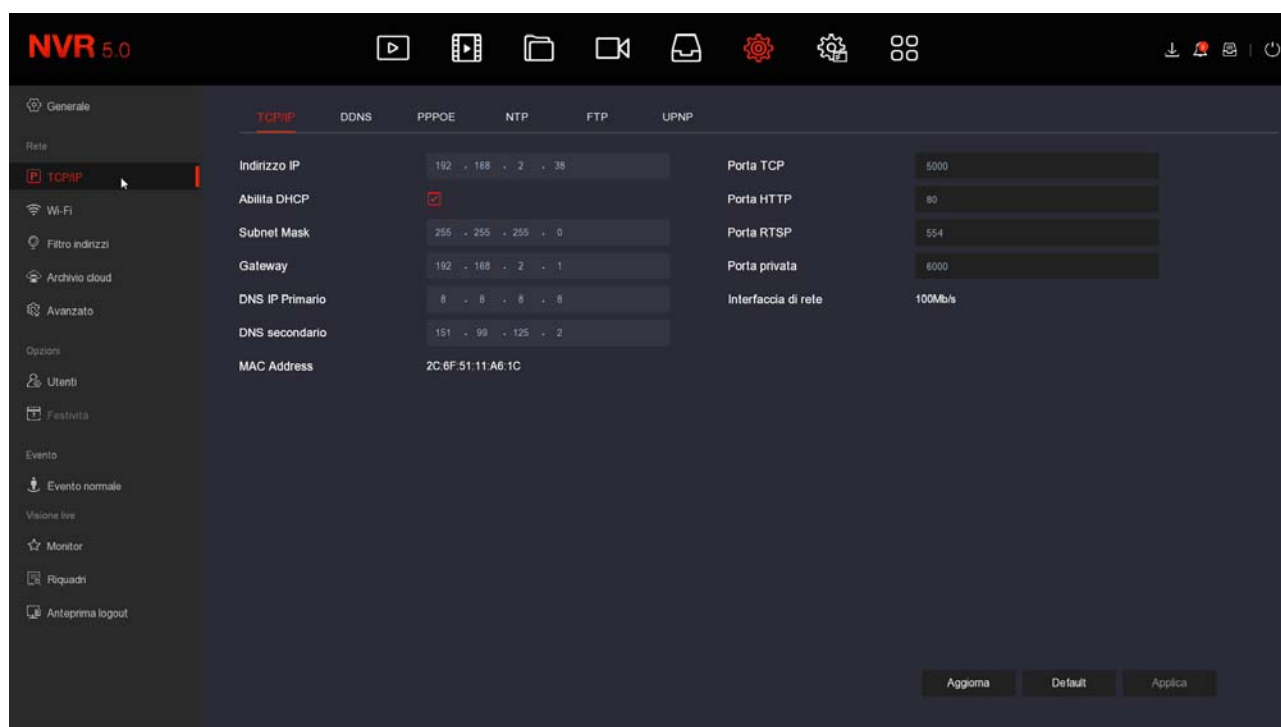 NVR 5.0
Generale
Rete
TCP/IP
Wi-Fi
Filtro indirizzi
Archivio cloud
Avanzato
Opzioni
Utenti
Festività
Evento
Evento normale
Visione live
Monitor
Riquadri
Anteprima logout
TCP/IP DDNS PPPOE NTP FTP UPNP
Indirizzo IP 192 . 168 . 2 . 38
Abilita DHCP
Subnet Mask 255 . 255 . 255 . 0
Gateway 192 . 168 . 2 . 1
DNS IP Primario 8 . 8 . 8 . 8
DNS secondario 151 . 99 . 125 . 2
MAC Address 2C:6F:51:11:A6:1C
Porta TCP 5000
Porta HTTP 80
Porta RTSP 554
Porta privata 6000
Interfaccia di rete 100Mb/s
Aggiorna Default Applica